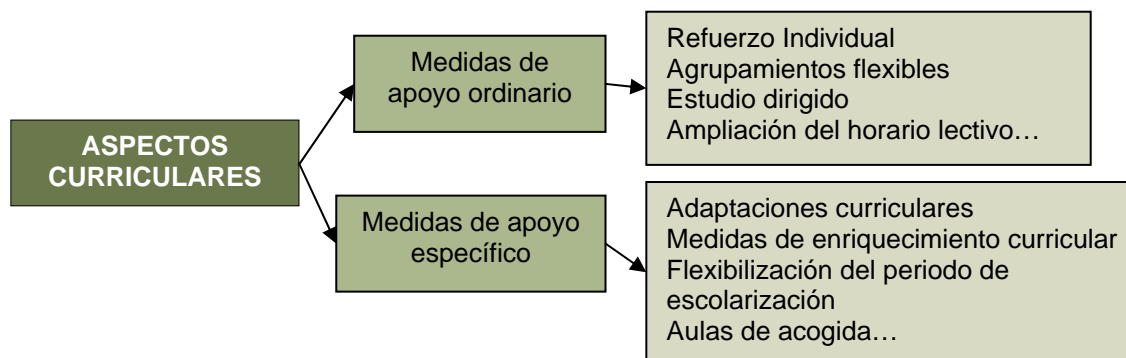 ASPECTOS
CURRICULARES
Medidas de
apoyo ordinario
Refuerzo Individual
Agrupamientos flexibles
Estudio dirigido
Ampliación del horario lectivo…
Medidas de apoyo
específico
Adaptaciones curriculares
Medidas de enriquecimiento curricular
Flexibilización del periodo de
escolarización
Aulas de acogida…